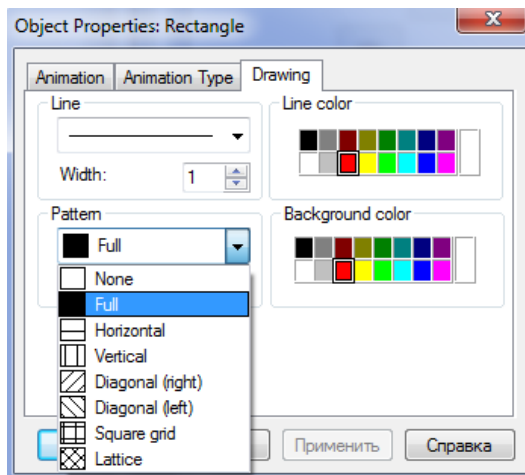 Object Properties: Rectangle
Animation
Animation Type
Drawing
Line
Width:
1
Line color
Pattern
Full
None
Full
Horizontal
Vertical
Diagonal (right)
Diagonal (left)
Square grid
Lattice
Background color
Применить
Справка